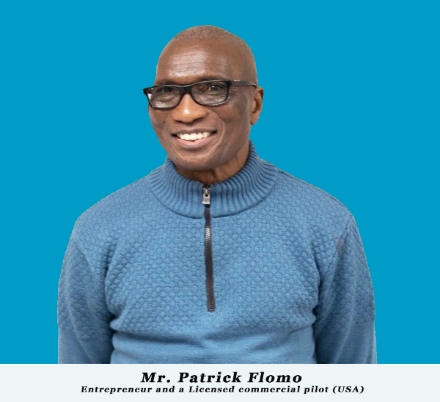 Mr. Patrick Flomo
Entrepreneur and a Licensed commercial pilot (USA)